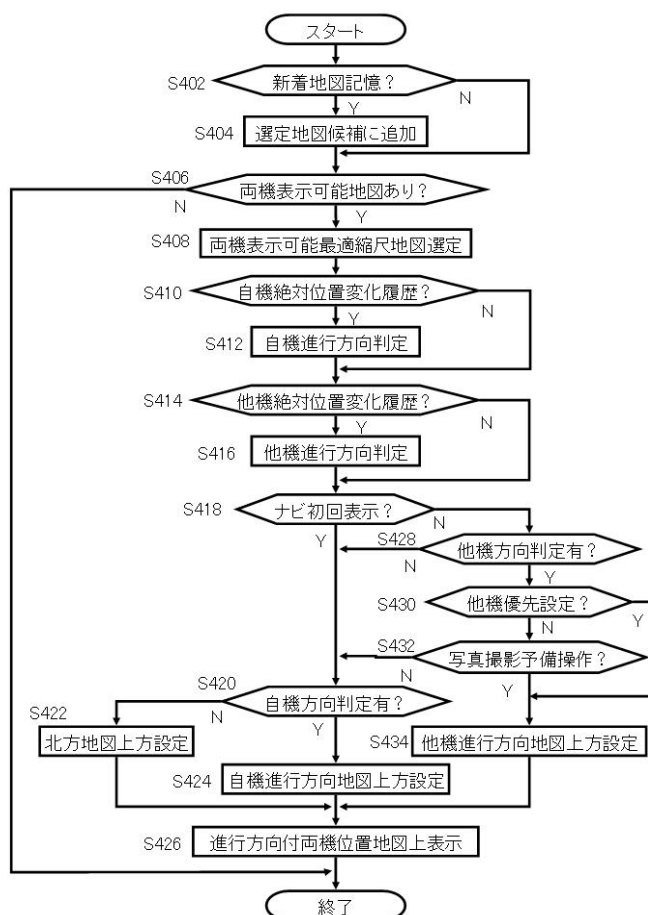 スタート
S402
新着地図記憶？
N
Y
S404
選定地図候補に追加
S406
両機表示可能地図あり？
N
Y
S408
両機表示可能最適縮尺地図選定
S410
自機絶対位置変化履歴？
N
Y
S412
自機進行方向判定
S414
他機絶対位置変化履歴？
N
Y
S416
他機進行方向判定
S418
ナビ初回表示？
N
Y
S428
他機方向判定有？
N
Y
S430
他機優先設定？
Y
N
S432
写真撮影予備操作？
N
Y
S420
自機方向判定有？
N
Y
S422
北方地図上方設定
S434
他機進行方向地図上方設定
S424
自機進行方向地図上方設定
S426
進行方向付両機位置地図上表示
終了